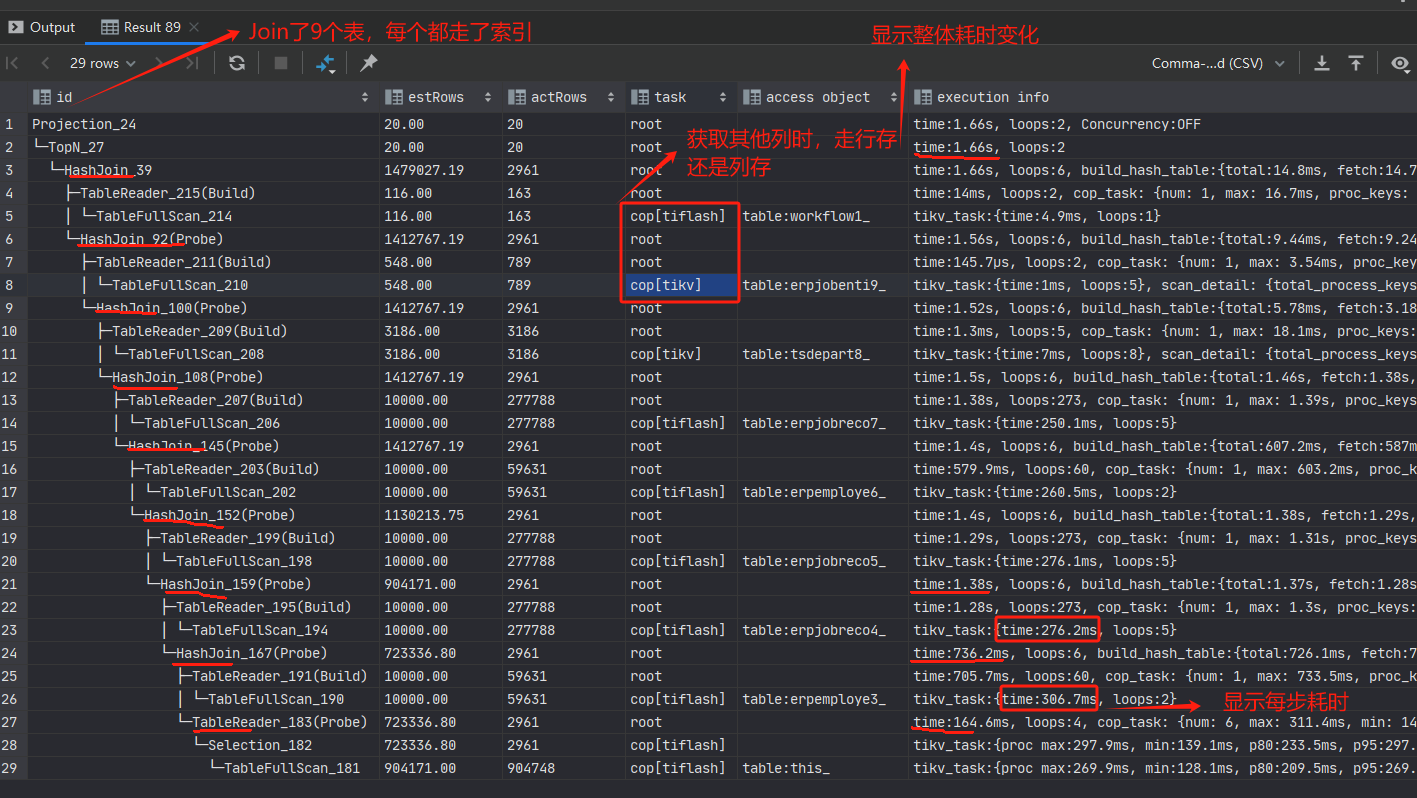 Output
Result 89
Join了9个表，每个都走了索引
显示整体耗时变化
29 rows
Comma-...d (CSV)
id estRows actRows task access object execution info
1 Projection_24 20.00 20 root time:1.66s, loops:2, Concurrency:OFF
2 └─TopN_27 20.00 20 root time:1.66s, loops:2
获取其他列时，走行存
还是列存
3 └─HashJoin_39 1479027.19 2961 root time:1.66s, loops:6, build_hash_table:{total:14.8ms, fetch:14.7
4 ├─TableReader_215(Build) 116.00 163 root time:14ms, loops:2, cop_task: {num: 1, max: 16.7ms, proc_keys:
5 │ └─TableFullScan_214 116.00 163 cop[tiflash] table:workflow1_ tikv_task:{time:4.9ms, loops:1}
6 └─HashJoin_92(Probe) 1412767.19 2961 root time:1.56s, loops:6, build_hash_table:{total:9.44ms, fetch:9.24
7 ├─TableReader_211(Build) 548.00 789 root time:145.7µs, loops:2, cop_task: {num: 1, max: 3.54ms, proc_key
8 │ └─TableFullScan_210 548.00 789 cop[tikv] table:erpjobenti9_ tikv_task:{time:1ms, loops:5}, scan_detail: {total_process_keys
9 └─HashJoin_100(Probe) 1412767.19 2961 root time:1.52s, loops:6, build_hash_table:{total:5.78ms, fetch:3.18
10 ├─TableReader_209(Build) 3186.00 3186 root time:1.3ms, loops:5, cop_task: {num: 1, max: 18.1ms, proc_keys:
11 │ └─TableFullScan_208 3186.00 3186 cop[tikv] table:tsdepart8_ tikv_task:{time:7ms, loops:8}, scan_detail: {total_process_keys
12 └─HashJoin_108(Probe) 1412767.19 2961 root time:1.5s, loops:6, build_hash_table:{total:1.46s, fetch:1.38s,
13 ├─TableReader_207(Build) 10000.00 277788 root time:1.38s, loops:273, cop_task: {num: 1, max: 1.39s, proc_keys
14 │ └─TableFullScan_206 10000.00 277788 cop[tiflash] table:erpjobreco7_ tikv_task:{time:250.1ms, loops:5}
15 └─HashJoin_145(Probe) 1412767.19 2961 root time:1.4s, loops:6, build_hash_table:{total:607.2ms, fetch:587m
16 ├─TableReader_203(Build) 10000.00 59631 root time:579.9ms, loops:60, cop_task: {num: 1, max: 603.2ms, proc_k
17 │ └─TableFullScan_202 10000.00 59631 cop[tiflash] table:erpemploye6_ tikv_task:{time:260.5ms, loops:2}
18 └─HashJoin_152(Probe) 1130213.75 2961 root time:1.4s, loops:6, build_hash_table:{total:1.38s, fetch:1.29s,
19 ├─TableReader_199(Build) 10000.00 277788 root time:1.29s, loops:273, cop_task: {num: 1, max: 1.31s, proc_keys
20 │ └─TableFullScan_198 10000.00 277788 cop[tiflash] table:erpjobreco5_ tikv_task:{time:276.1ms, loops:5}
21 └─HashJoin_159(Probe) 904171.00 2961 root time:1.38s, loops:6, build_hash_table:{total:1.37s, fetch:1.28s
22 ├─TableReader_195(Build) 10000.00 277788 root time:1.28s, loops:273, cop_task: {num: 1, max: 1.3s, proc_keys:
23 │ └─TableFullScan_194 10000.00 277788 cop[tiflash] table:erpjobreco4_ tikv_task:{time:276.2ms, loops:5}
24 └─HashJoin_167(Probe) 723336.80 2961 root time:736.2ms, loops:6, build_hash_table:{total:726.1ms, fetch:7
25 ├─TableReader_191(Build) 10000.00 59631 root time:705.7ms, loops:60, cop_task: {num: 1, max: 733.5ms, proc_k
26 │ └─TableFullScan_190 10000.00 59631 cop[tiflash] table:erpemploye3_ tikv_task:{time:306.7ms, loops:2}
显示每步耗时
27 └─TableReader_183(Probe) 723336.80 2961 root time:164.6ms, loops:4, cop_task: {num: 6, max: 311.4ms, min: 14
28 └─Selection_182 723336.80 2961 cop[tiflash] tikv_task:{proc max:297.9ms, min:139.1ms, p80:233.5ms, p95:297.
29 └─TableFullScan_181 904171.00 904748 cop[tiflash] table:this_ tikv_task:{proc max:269.9ms, min:128.1ms, p80:209.5ms, p95:269.